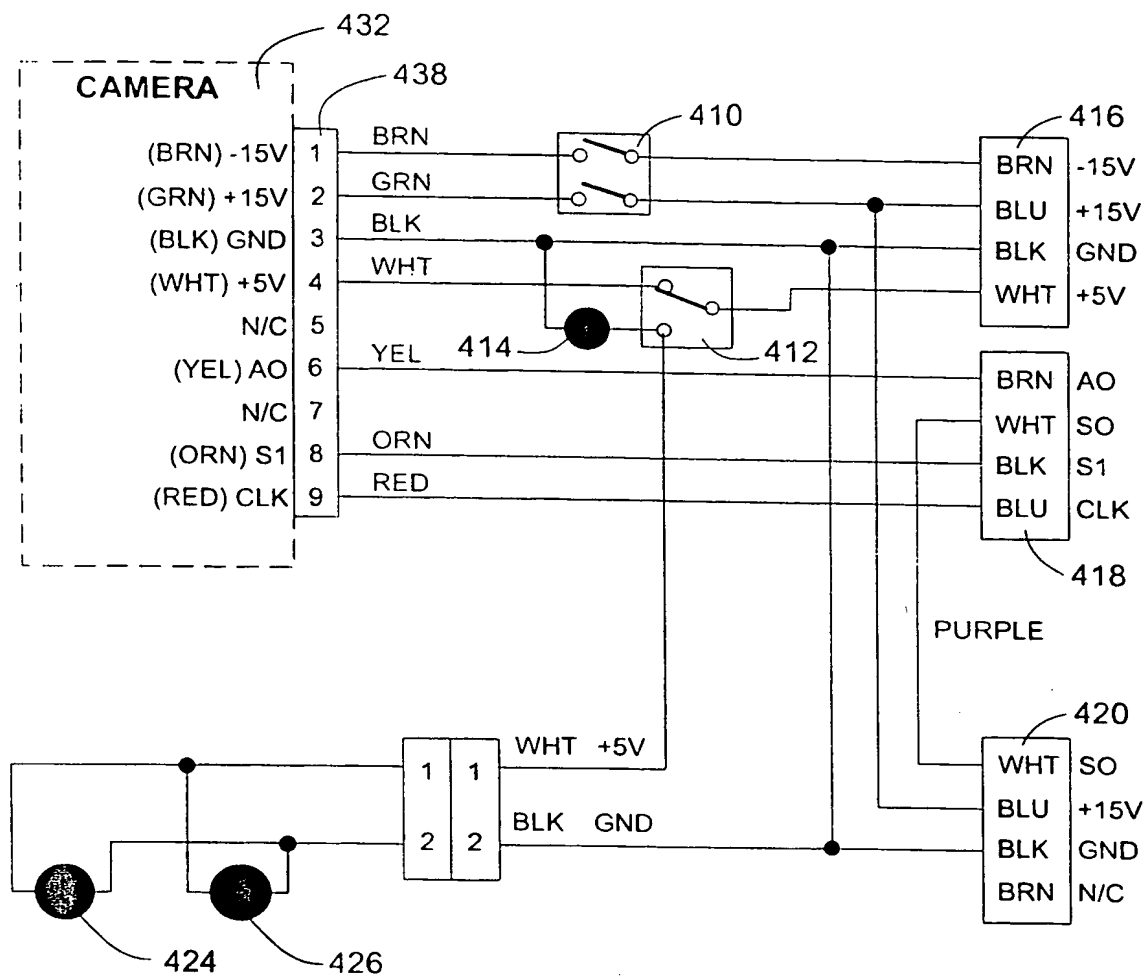 432
CAMERA
438
410
416
(BRN) -15V 1 BRN BRN -15V
(GRN) +15V 2 GRN BLU +15V
(BLK) GND 3 BLK BLK GND
(WHT) +5V 4 WHT WHT +5V
N/C 5
414
412
(YEL) AO 6 YEL BRN AO
N/C 7 WHT SO
(ORN) S1 8 ORN BLK S1
(RED) CLK 9 RED BLU CLK
418
PURPLE
420
1 1 WHT +5V WHT SO
BLU +15V
2 2 BLK GND BLK GND
BRN N/C
424
426